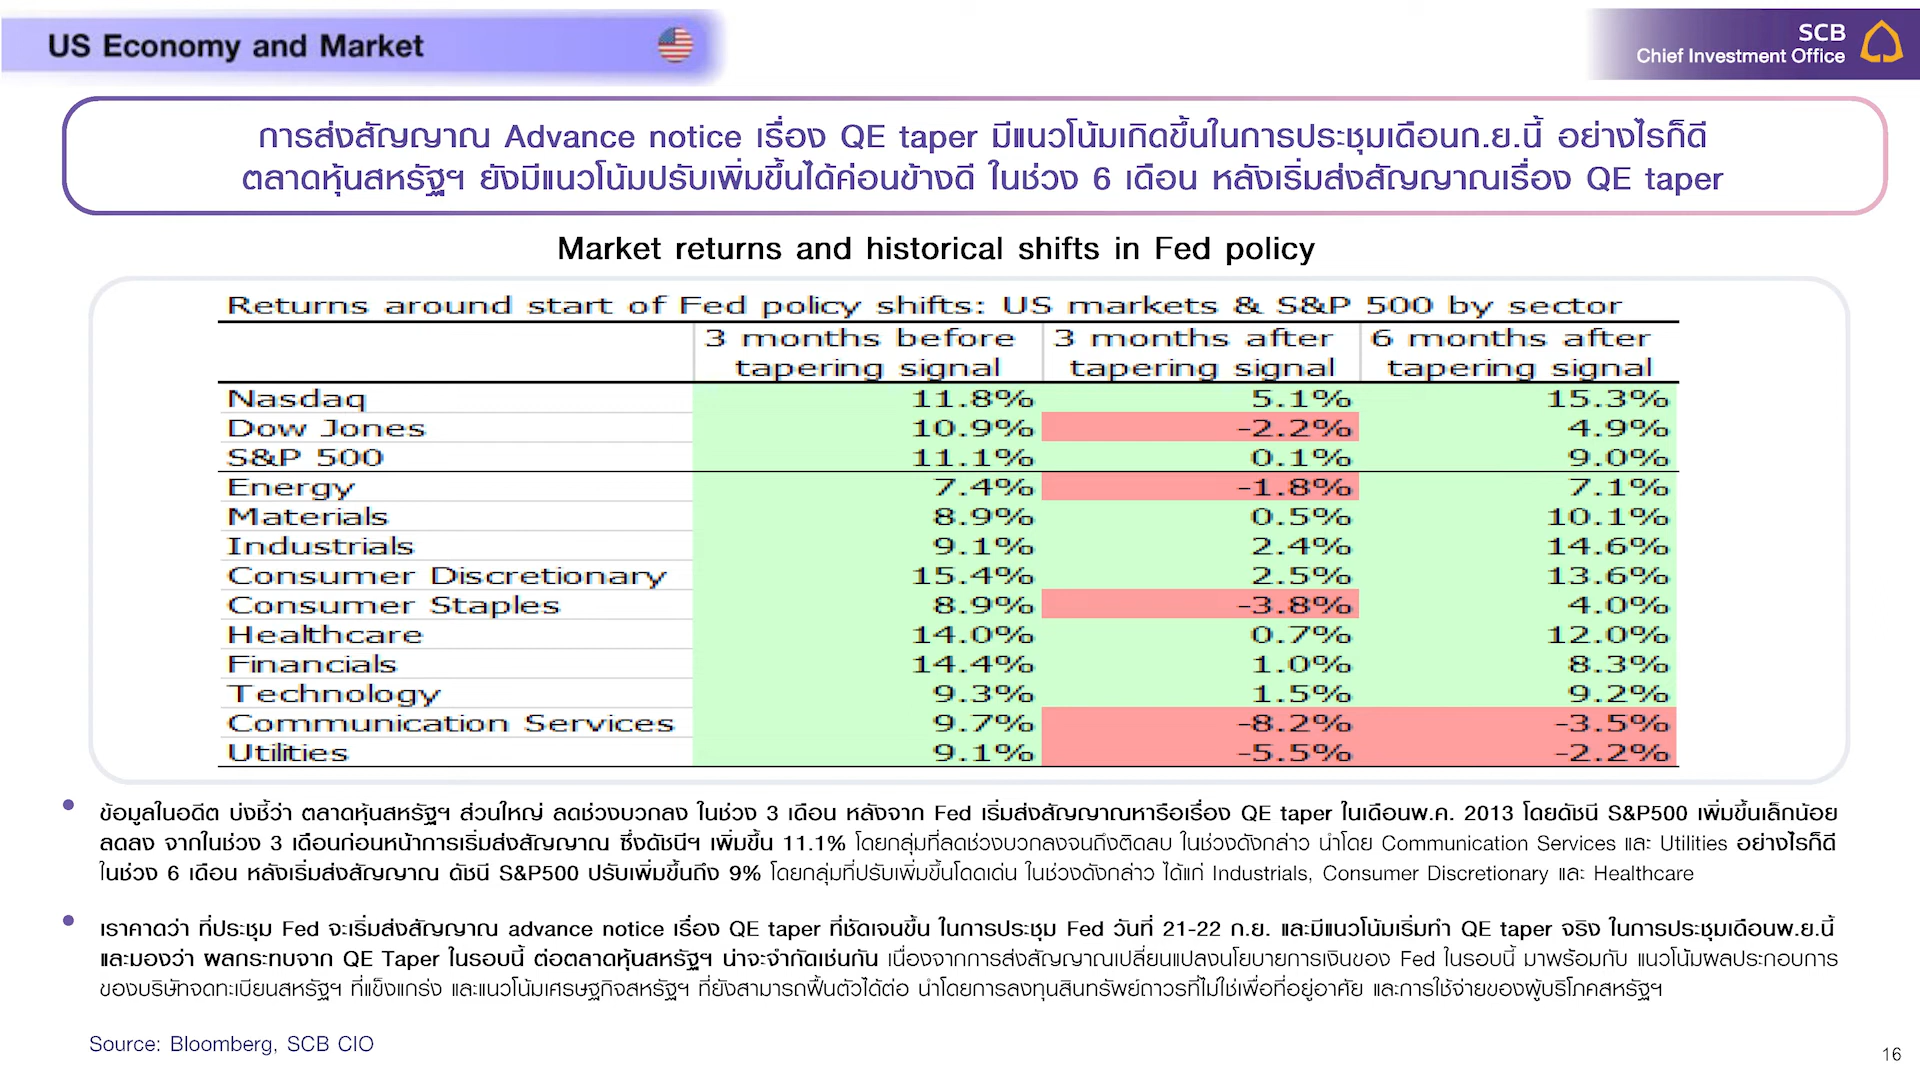 US Economy and Market
SCB
Chief Investment Office
การส่งสัญญาณ Advance notice เรื่อง QE taper มีแนวโน้มเกิดขึ้นในการประชุมเดือนก.ย.นี้ อย่างไรก็ดี
ตลาดหุ้นสหรัฐฯ ยังมีแนวโน้มปรับเพิ่มขึ้นได้ค่อนข้างดี ในช่วง 6 เดือน หลังเริ่มส่งสัญญาณเรื่อง QE taper
Market returns and historical shifts in Fed policy
Returns around start of Fed policy shifts: US markets & S&P 500 by sector
3 months before tapering signal 3 months after tapering signal 6 months after tapering signal
Nasdaq 11.8% 5.1% 15.3%
Dow Jones 10.9% -2.2% 4.9%
S&P 500 11.1% 0.1% 9.0%
Energy 7.4% -1.8% 7.1%
Materials 8.9% 0.5% 10.1%
Industrials 9.1% 2.4% 14.6%
Consumer Discretionary 15.4% 2.5% 13.6%
Consumer Staples 8.9% -3.8% 4.0%
Healthcare 14.0% 0.7% 12.0%
Financials 14.4% 1.0% 8.3%
Technology 9.3% 1.5% 9.2%
Communication Services 9.7% -8.2% -3.5%
Utilities 9.1% -5.5% -2.2%
• ข้อมูลในอดีต บ่งชี้ว่า ตลาดหุ้นสหรัฐฯ ส่วนใหญ่ ลดช่วงบวกลง ในช่วง 3 เดือน หลังจาก Fed เริ่มส่งสัญญาณหารือเรื่อง QE taper ในเดือนพ.ค. 2013 โดยดัชนี S&P500 เพิ่มขึ้นเล็กน้อย
ลดลง จากในช่วง 3 เดือนก่อนหน้าการเริ่มส่งสัญญาณ ซึ่งดัชนีฯ เพิ่มขึ้น 11.1% โดยกลุ่มที่ลดช่วงบวกลงจนถึงติดลบ ในช่วงดังกล่าว นำโดย Communication Services และ Utilities อย่างไรก็ดี
ในช่วง 6 เดือน หลังเริ่มส่งสัญญาณ ดัชนี S&P500 ปรับเพิ่มขึ้นถึง 9% โดยกลุ่มที่ปรับเพิ่มขึ้นโดดเด่น ในช่วงดังกล่าว ได้แก่ Industrials, Consumer Discretionary และ Healthcare
• เราคาดว่า ที่ประชุม Fed จะเริ่มส่งสัญญาณ advance notice เรื่อง QE taper ที่ชัดเจนขึ้น ในการประชุม Fed วันที่ 21-22 ก.ย. และมีแนวโน้มเริ่มทำ QE taper จริง ในการประชุมเดือนพ.ย.นี้
และมองว่า ผลกระทบจาก QE Taper ในรอบนี้ ต่อตลาดหุ้นสหรัฐฯ น่าจะจำกัดเช่นกัน เนื่องจากการส่งสัญญาณเปลี่ยนแปลงนโยบายการเงินของ Fed ในรอบนี้ มาพร้อมกับ แนวโน้มผลประกอบการ
ของบริษัทจดทะเบียนสหรัฐฯ ที่แข็งแกร่ง และแนวโน้มเศรษฐกิจสหรัฐฯ ที่ยังสามารถฟื้นตัวได้ต่อ นำโดยการลงทุนสินทรัพย์ถาวรที่ไม่ใช่เพื่อที่อยู่อาศัย และการใช้จ่ายของผู้บริโภคสหรัฐฯ
Source: Bloomberg, SCB CIO
16